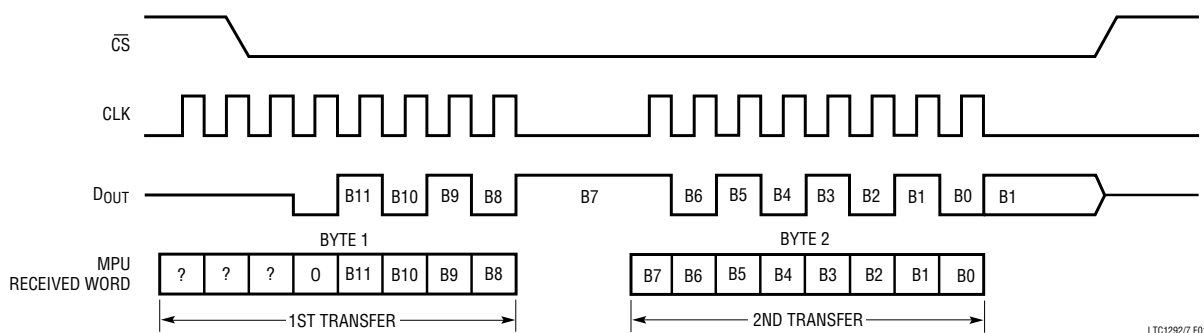 CS
CLK
DOUT B11 B10 B9 B8 B7 B6 B5 B4 B3 B2 B1 B0 B1
BYTE 1 BYTE 2
MPU
RECEIVED WORD
? ? ? 0 B11 B10 B9 B8 B7 B6 B5 B4 B3 B2 B1 B0
1ST TRANSFER 2ND TRANSFER